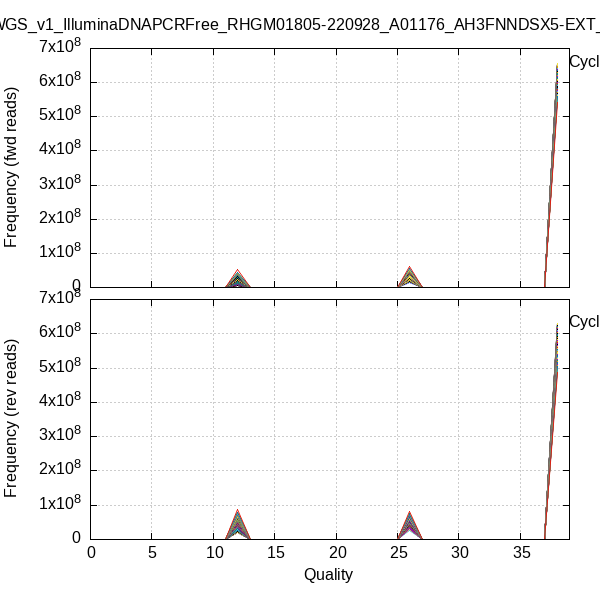 WGS_v1_IlluminaDNAPCRFree_RHGM01805-220928_A01176_AH3FNNDSX5-EXT_
7x10^8
6x10^8
5x10^8
4x10^8
3x10^8
2x10^8
1x10^8
0
Frequency (fwd reads)
Cycl
7x10^8
6x10^8
5x10^8
4x10^8
3x10^8
2x10^8
1x10^8
0
Frequency (rev reads)
Cycl
0 5 10 15 20 25 30 35
Quality